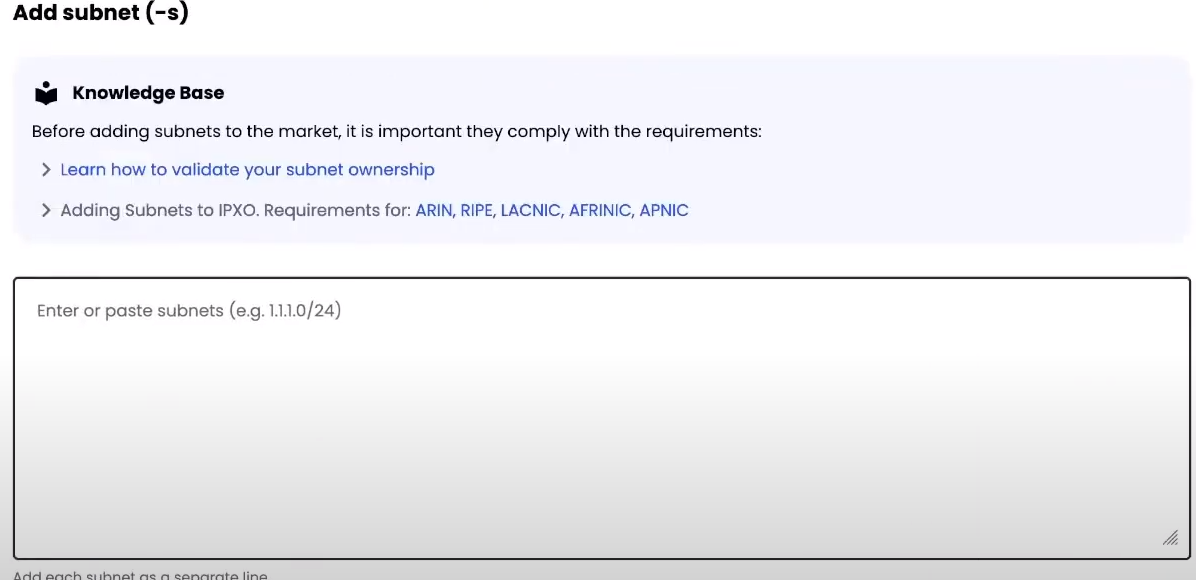 Add subnet (-s)
Knowledge Base
Before adding subnets to the market, it is important they comply with the requirements:
Learn how to validate your subnet ownership
Adding Subnets to IPXO. Requirements for: ARIN, RIPE, LACNIC, AFRINIC, APNIC
Enter or paste subnets (e.g. 1.1.1.0/24)
Add each subnet as a separate line